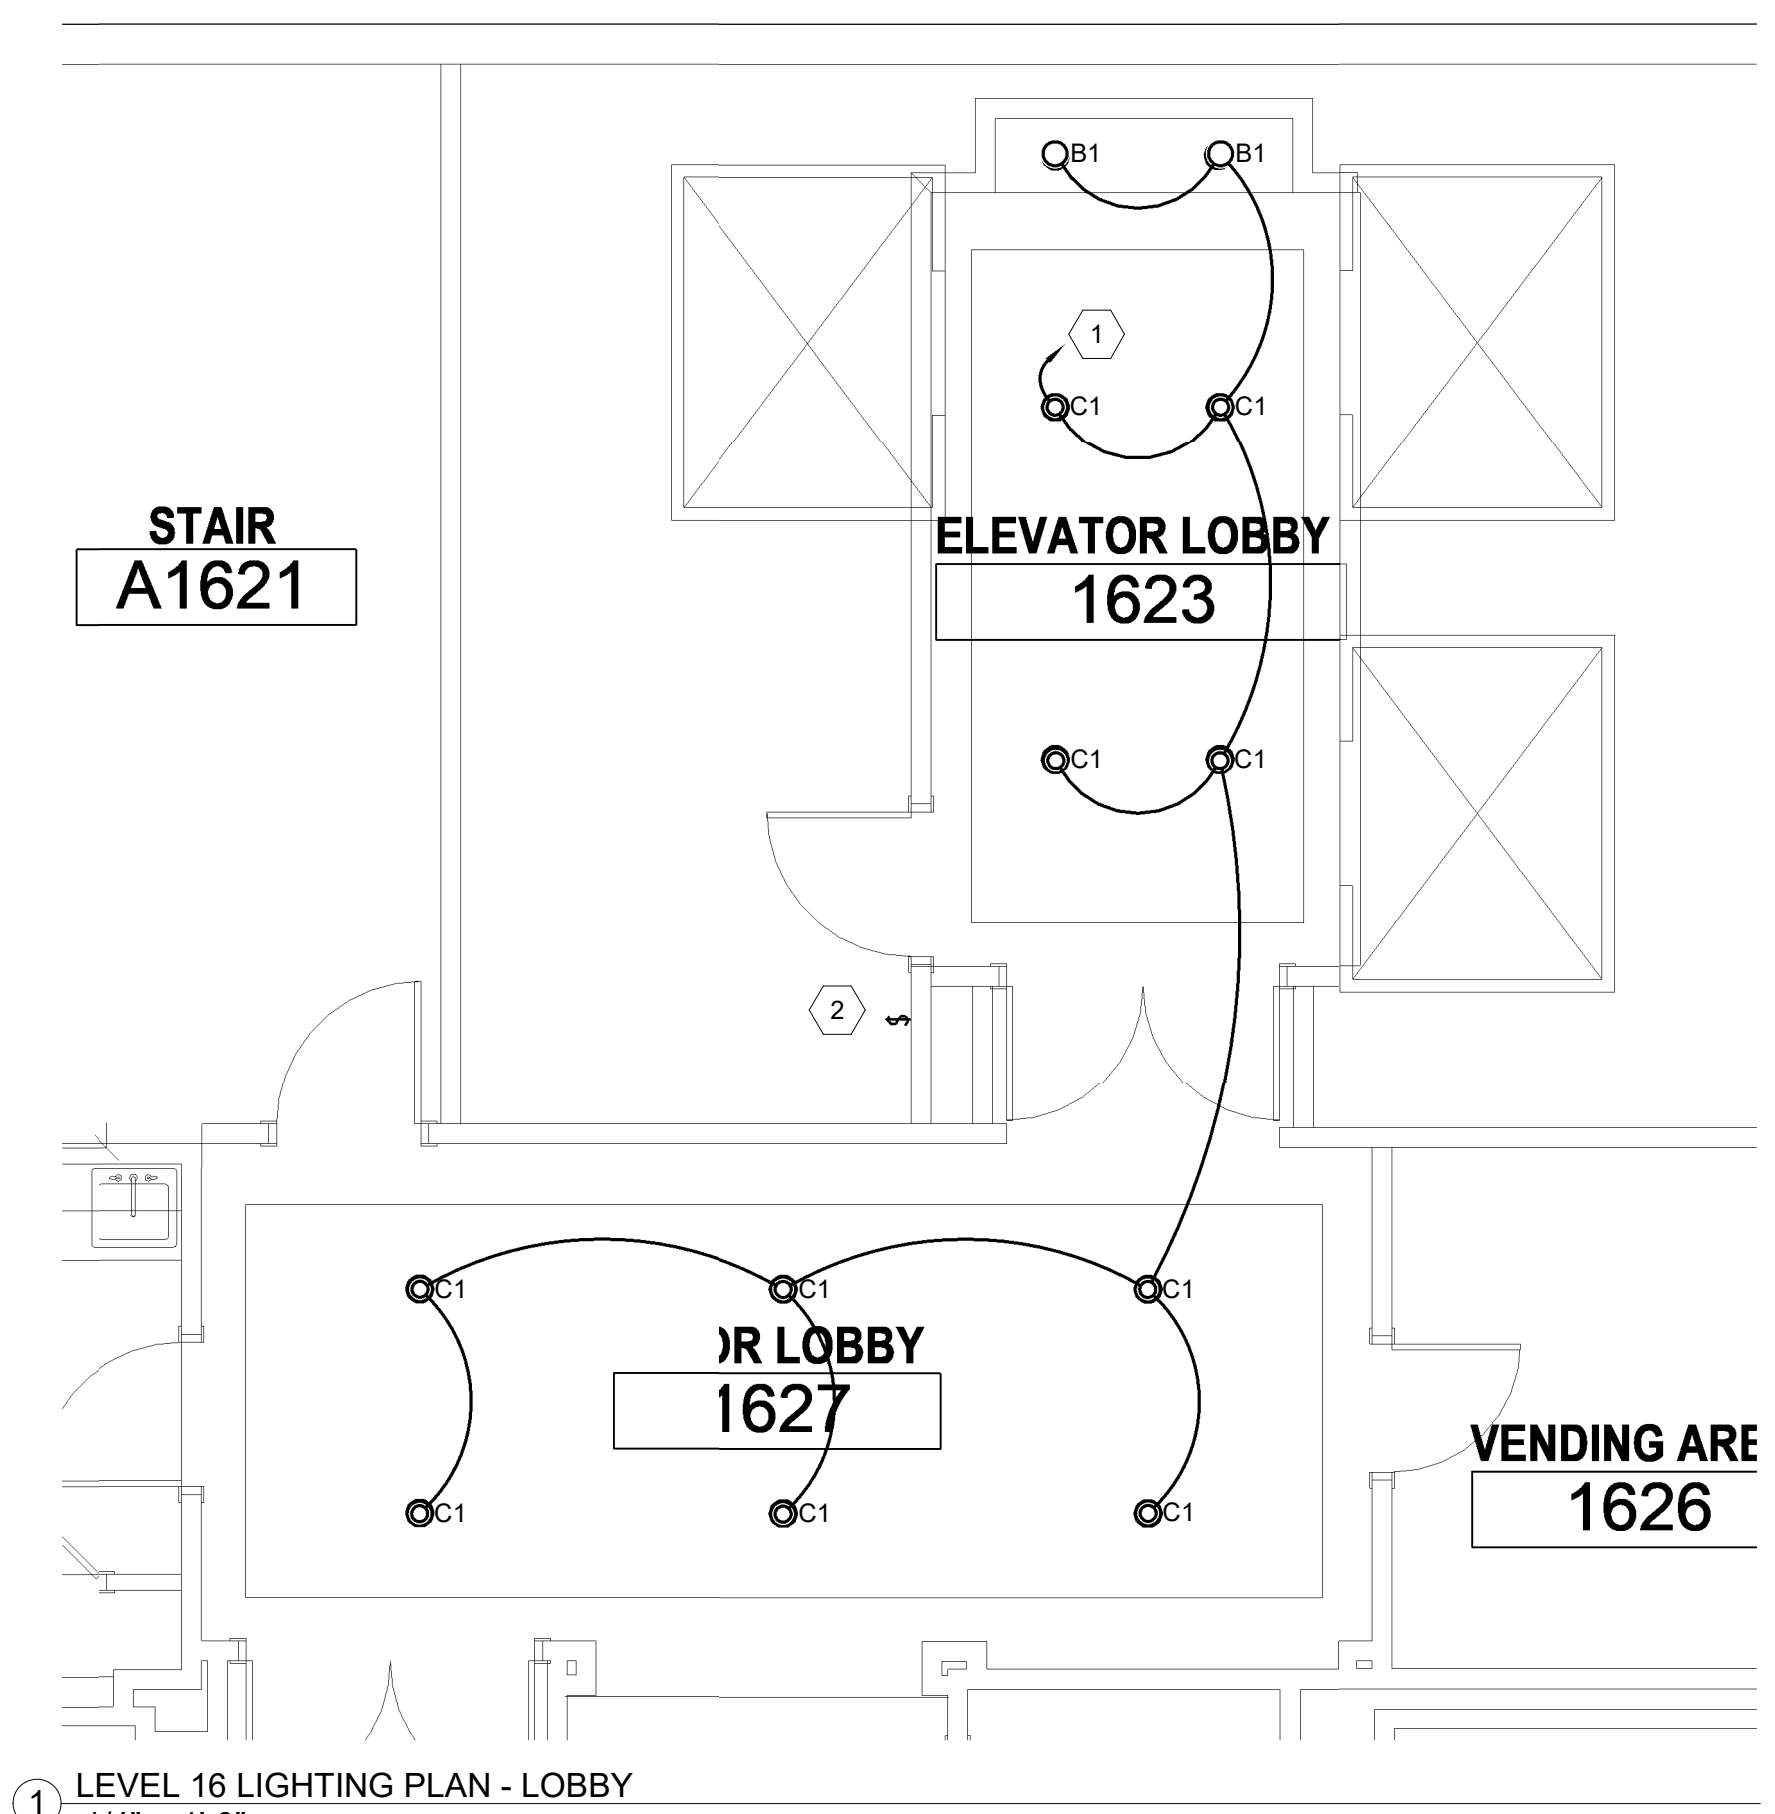 B1
B1
1
C1
C1
STAIR
A1621
ELEVATOR LOBBY
1623
C1
C1
2
$
C1
C1
C1
OR LOBBY
1627
VENDING ARE
1626
C1
C1
C1
1
LEVEL 16 LIGHTING PLAN - LOBBY